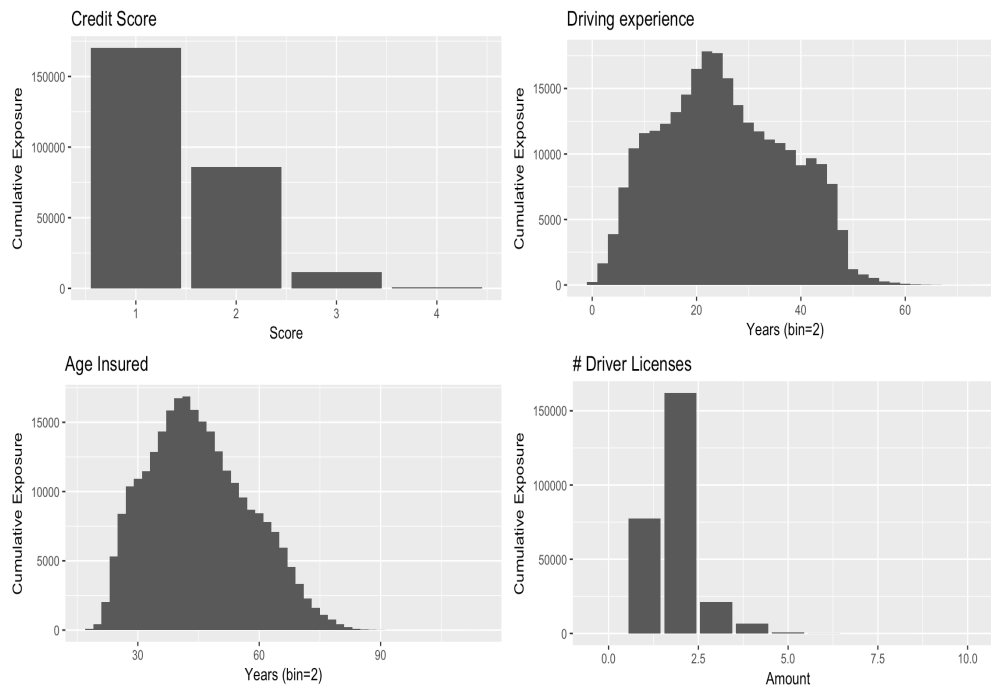 Credit Score
Cumulative Exposure
150000
100000
50000
0
1 2 3 4
Score
Driving experience
Cumulative Exposure
15000
10000
5000
0
0 20 40 60
Years (bin=2)
Age Insured
Cumulative Exposure
15000
10000
5000
0
30 60 90
Years (bin=2)
# Driver Licenses
Cumulative Exposure
150000
100000
50000
0
0.0 2.5 5.0 7.5 10.0
Amount